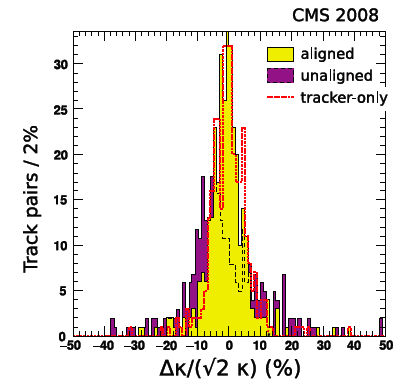 CMS 2008
aligned
unaligned
tracker-only
Track pairs / 2%
30
25
20
15
10
5
0
−50 −40 −30 −20 −10 0 10 20 30 40 50
Δκ/(√2 κ) (%)